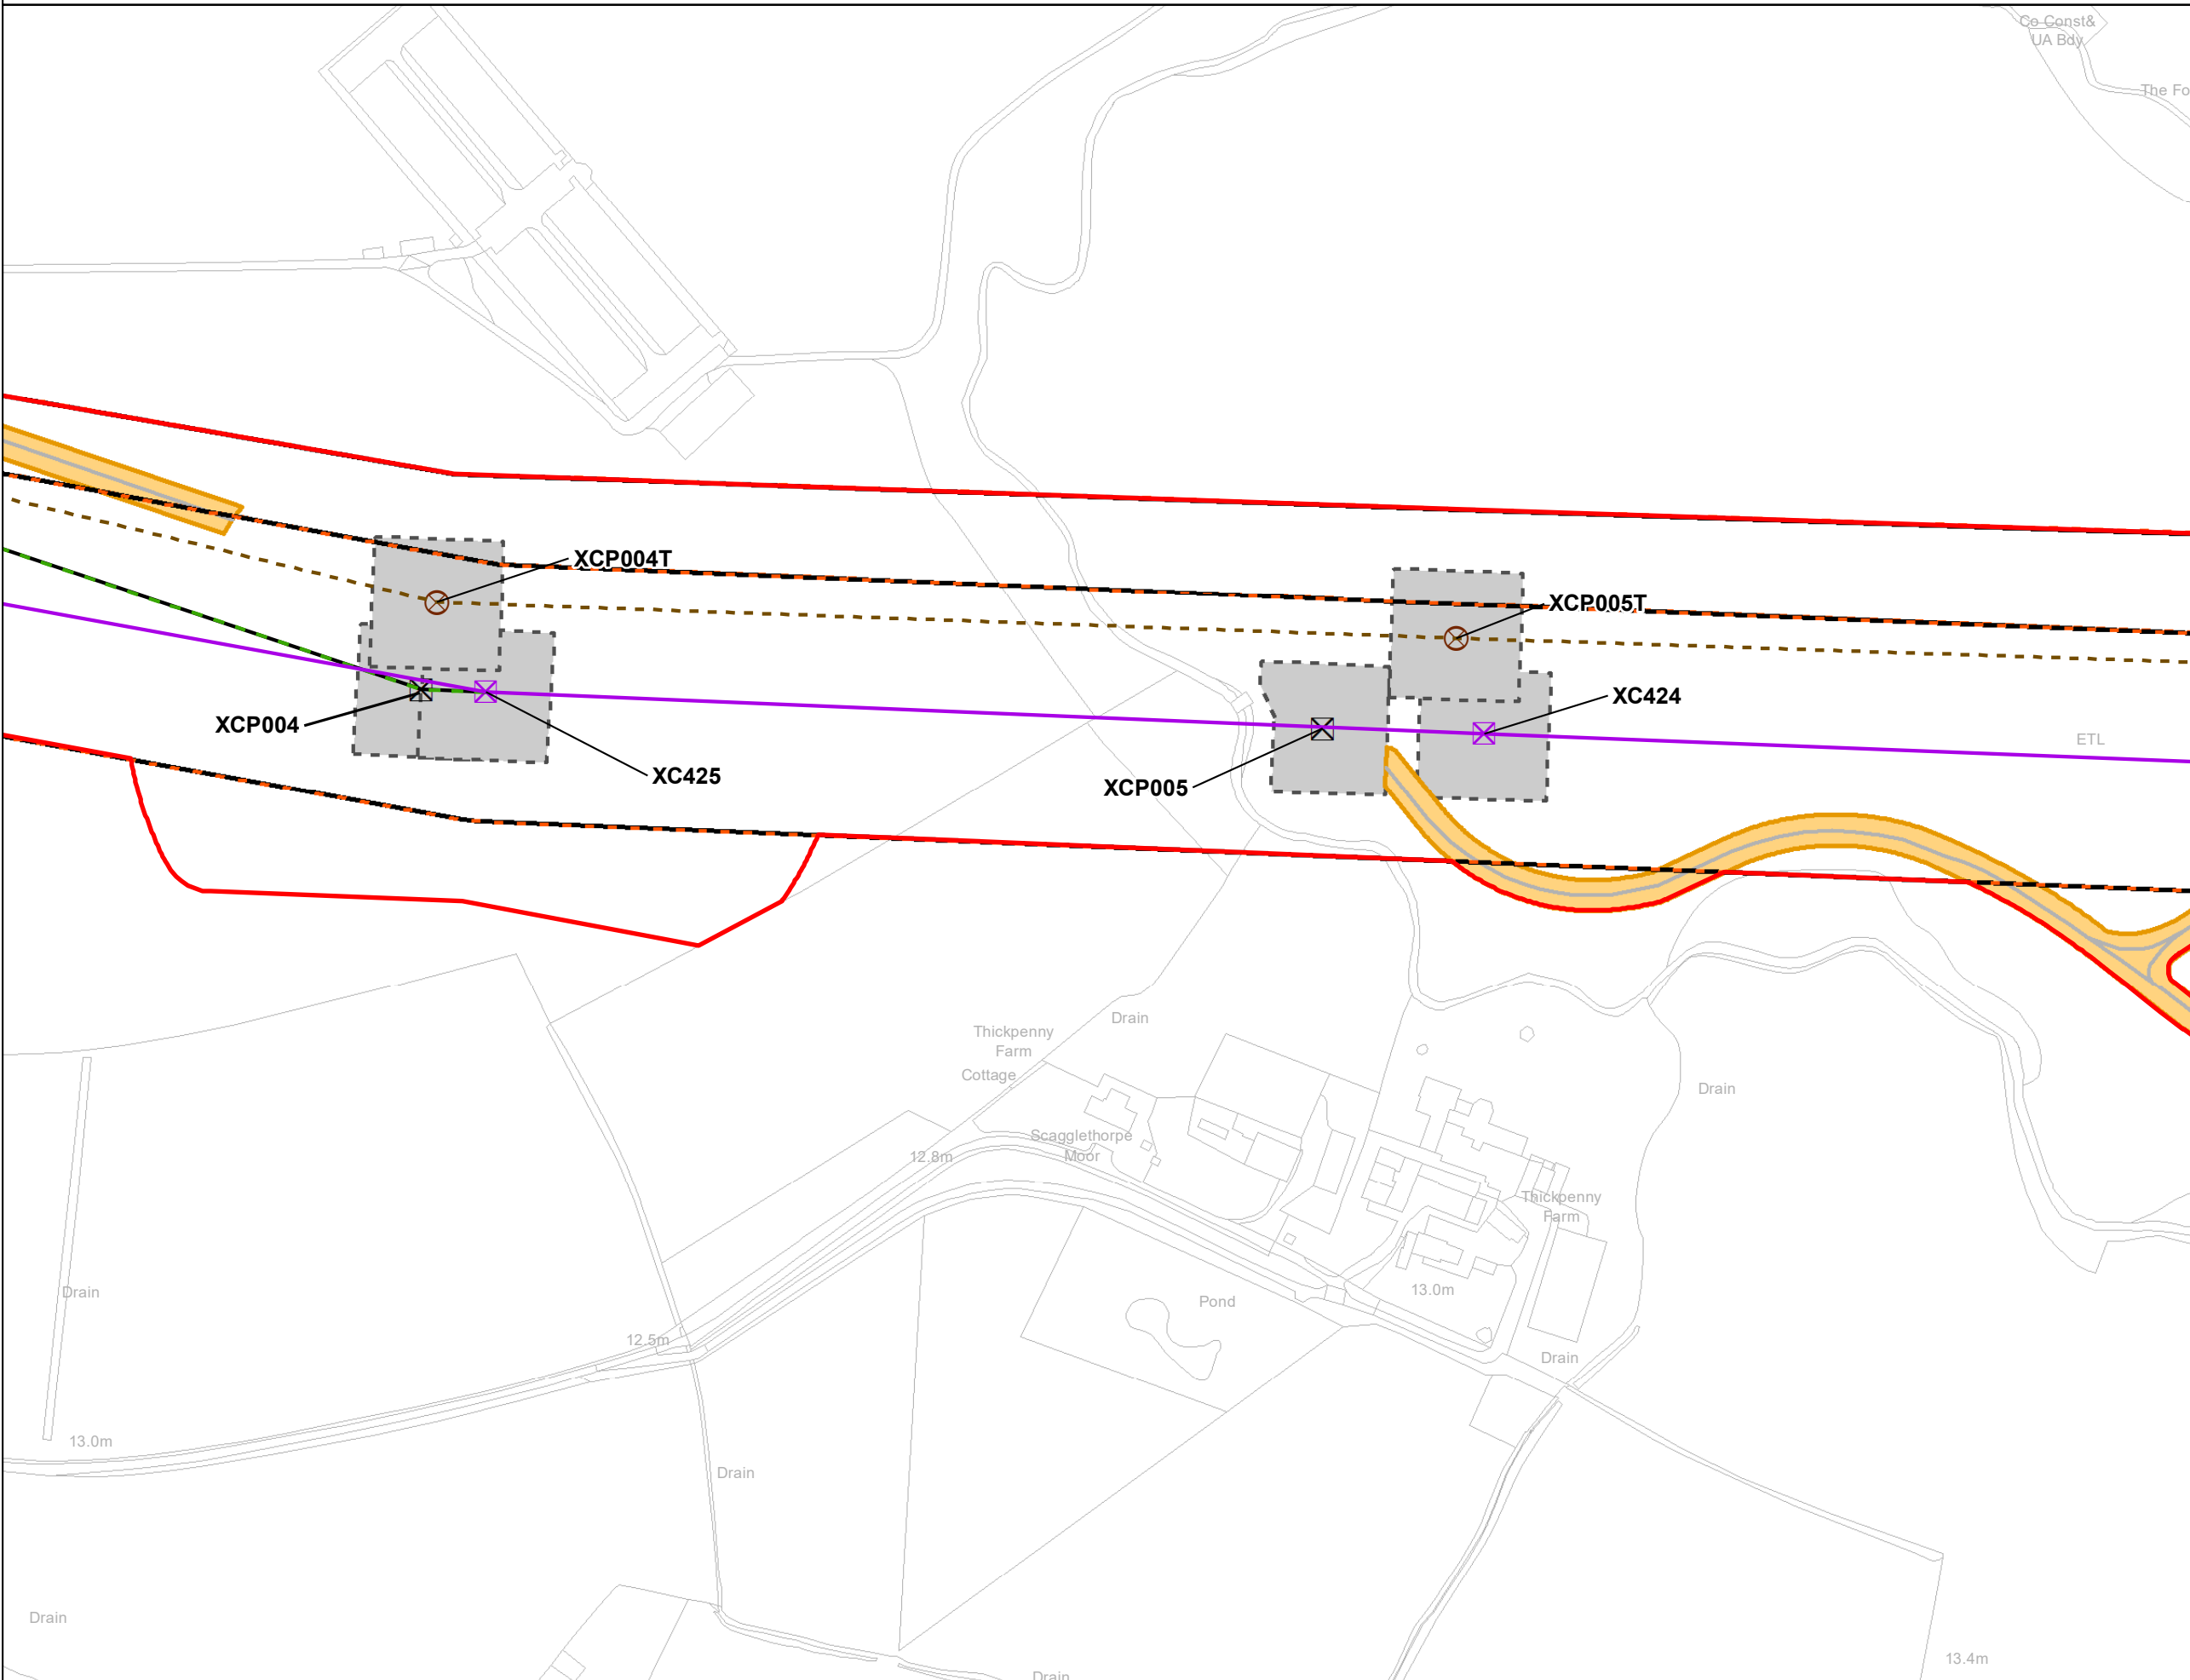 Co Const&
UA Bdy
The Fo
XCP004T
XCP005T
XCP004
XC424
ETL
XC425
XCP005
Drain
Thickpenny
Farm
Cottage
Drain
Scagglethorpe
Moor
12.8m
Thickpenny
Farm
Drain
13.0m
Pond
12.5m
Drain
13.0m
Drain
Drain
13.4m
Drain